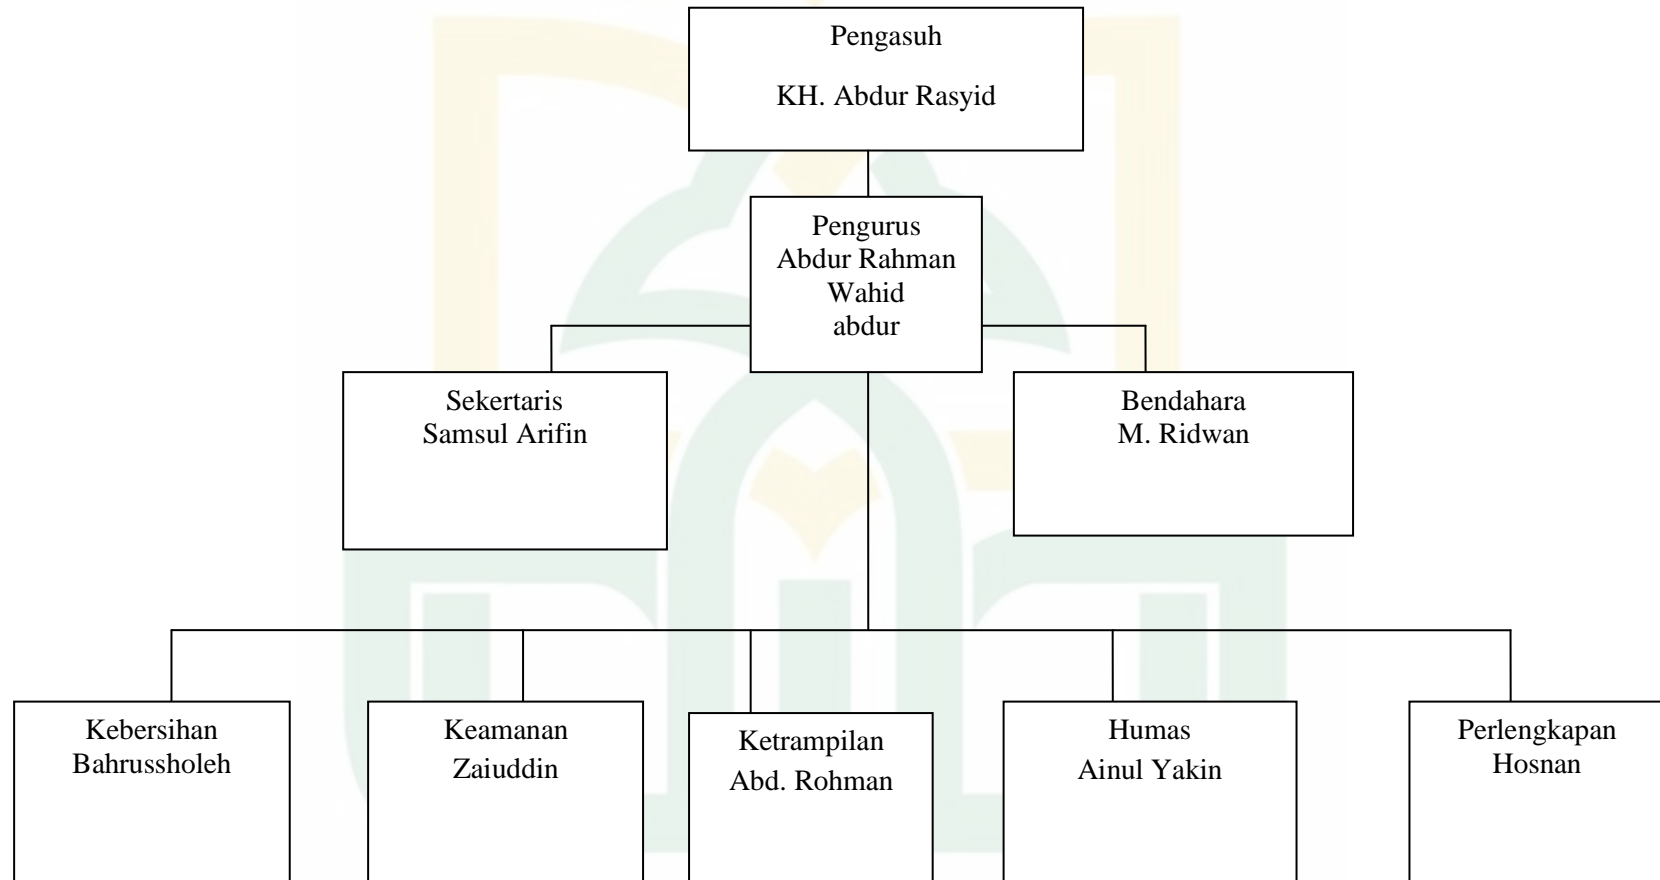 Pengasuh
KH. Abdur Rasyid
Pengurus
Abdur Rahman
Wahid
abdur
Sekertaris
Samsul Arifin
Bendahara
M. Ridwan
Kebersihan
Bahrussholeh
Keamanan
Zaiuddin
Ketrampilan
Abd. Rohman
Humas
Ainul Yakin
Perlengkapan
Hosnan